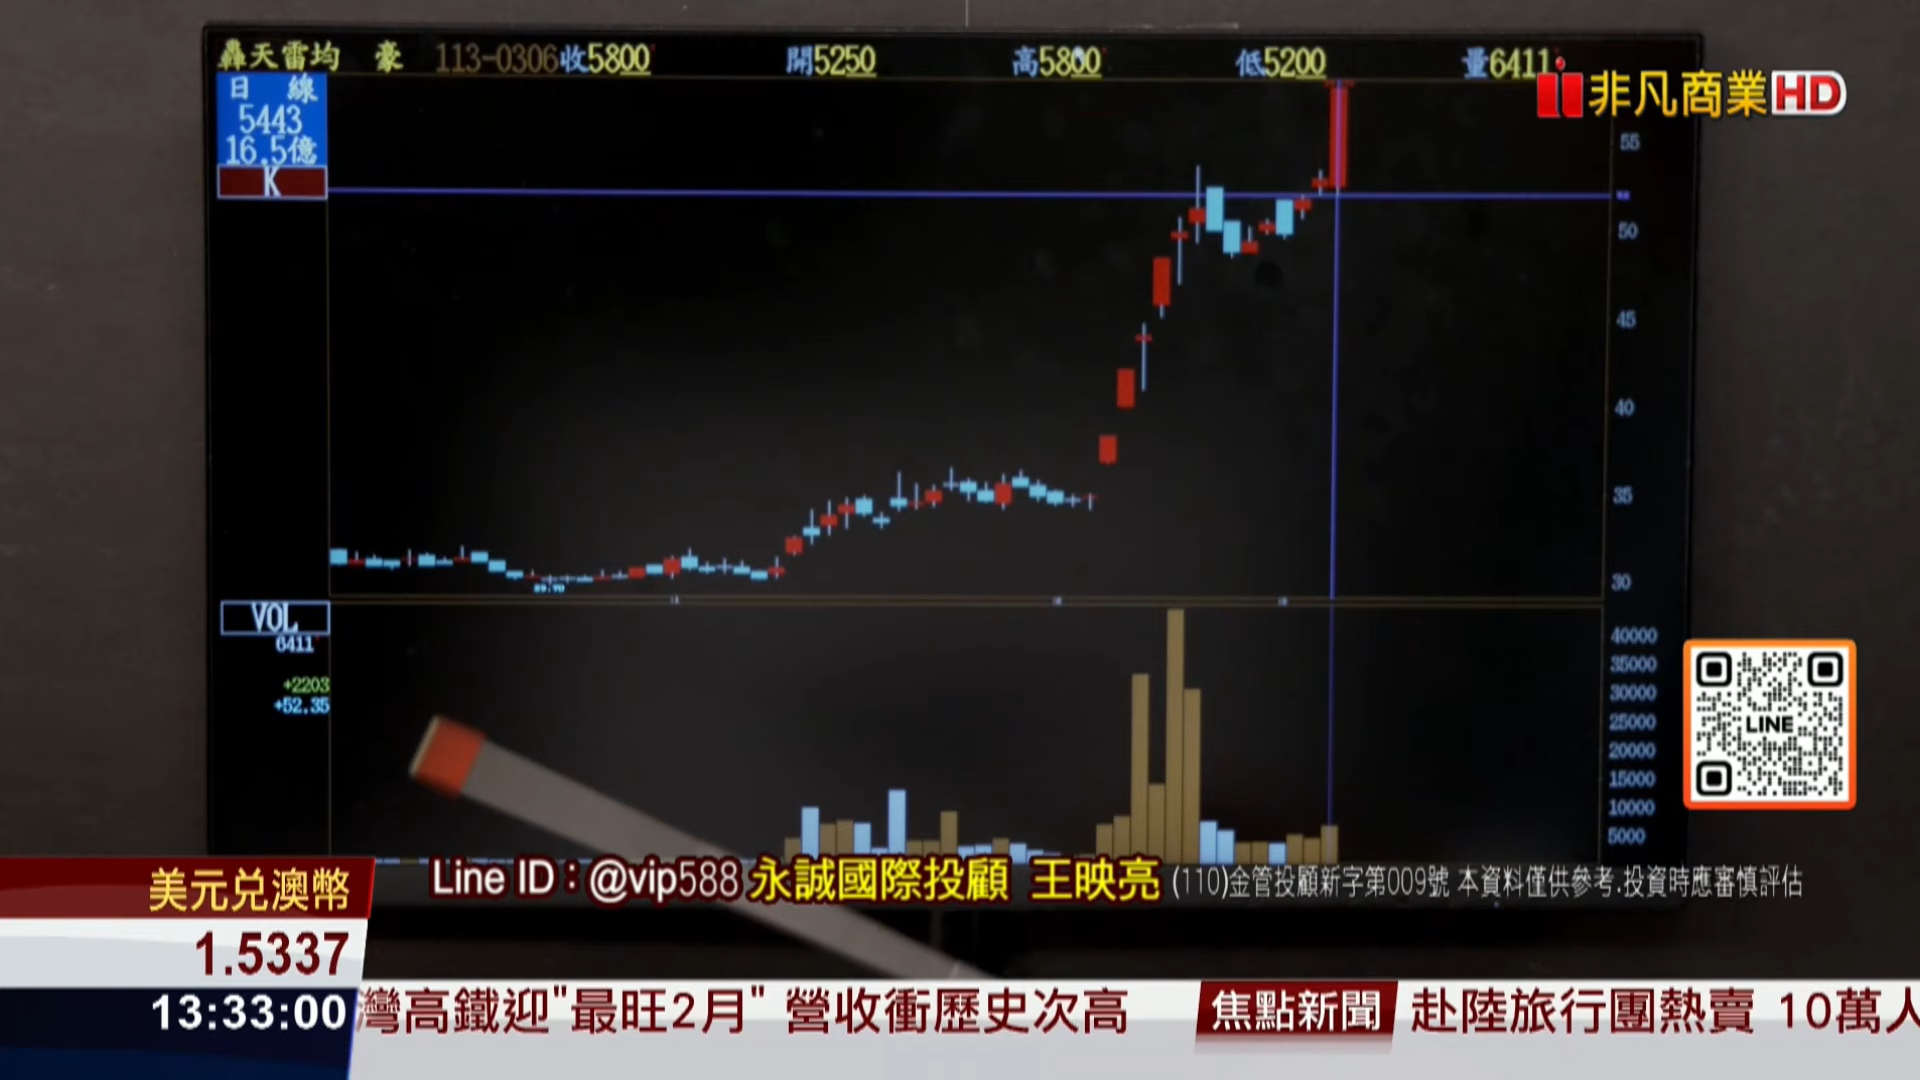 轟天雷均 豪 113-0306收5800 開5250 高5800 低5200 量6411
非凡商業HD
日 線
5443
16.5億
K
55
50
45
40
35
30
29.70
VOL
6411
+2203
+52.35
40000
35000
30000
25000
20000
15000
10000
5000
LINE
Line ID：@vip588 永誠國際投顧 王映亮 (110)金管投顧新字第009號 本資料僅供參考.投資時應審慎評估
美元兌澳幣
1.5337
13:33:00
灣高鐵迎"最旺2月" 營收衝歷史次高 焦點新聞 赴陸旅行團熱賣 10萬人